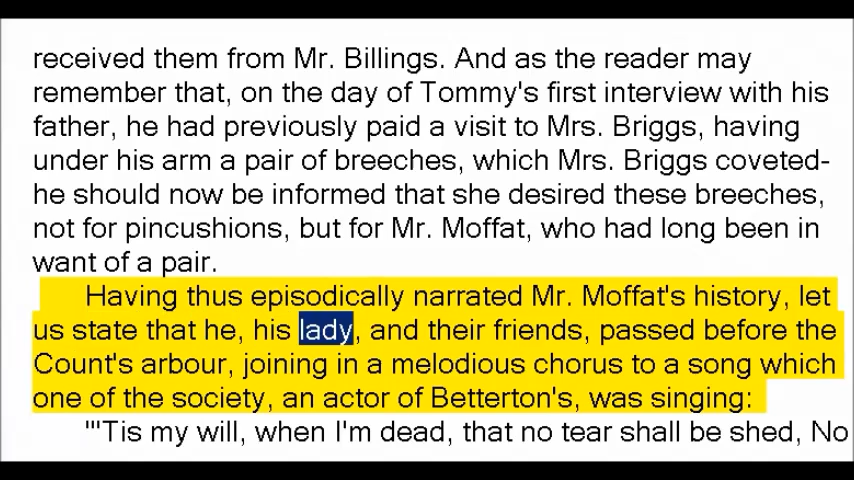 received them from Mr. Billings. And as the reader may
remember that, on the day of Tommy's first interview with his
father, he had previously paid a visit to Mrs. Briggs, having
under his arm a pair of breeches, which Mrs. Briggs coveted-
he should now be informed that she desired these breeches,
not for pincushions, but for Mr. Moffat, who had long been in
want of a pair.
Having thus episodically narrated Mr. Moffat's history, let
us state that he, his lady, and their friends, passed before the
Count's arbour, joining in a melodious chorus to a song which
one of the society, an actor of Betterton's, was singing:
"'Tis my will, when I'm dead, that no tear shall be shed, No